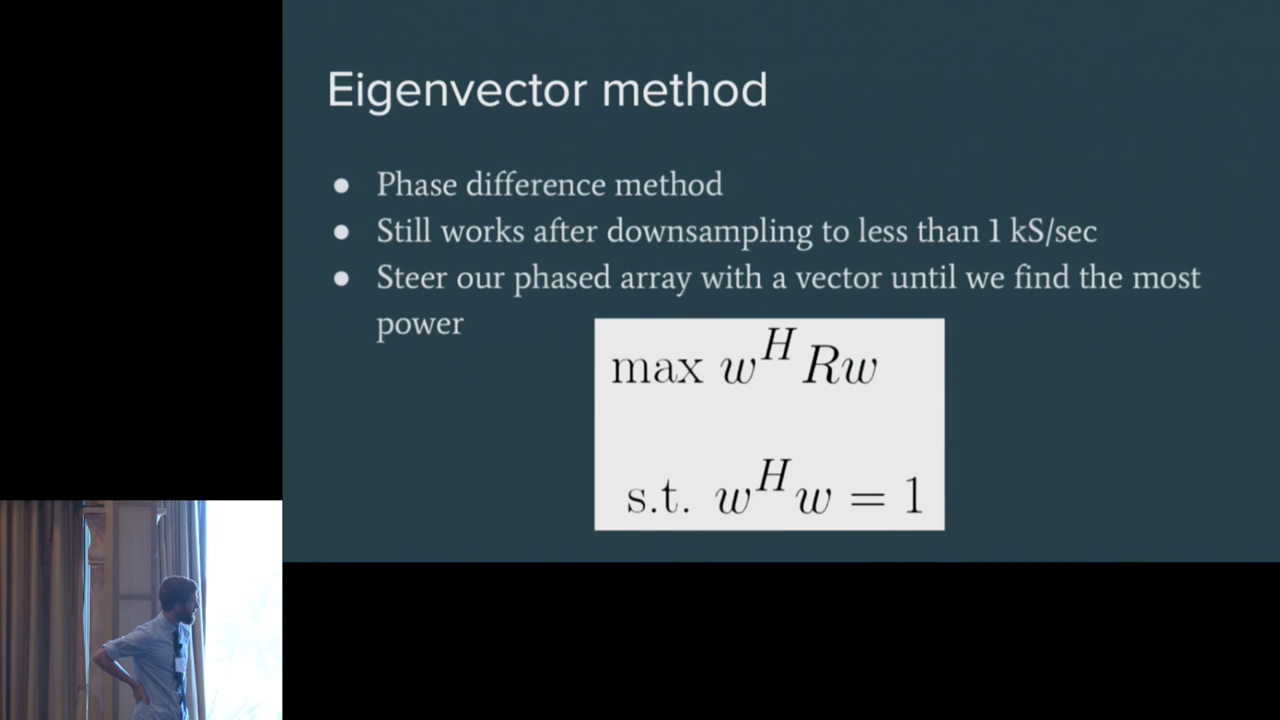 Eigenvector method
● Phase difference method
● Still works after downsampling to less than 1 kS/sec
● Steer our phased array with a vector until we find the most
power
max w^H Rw
s.t. w^H w = 1